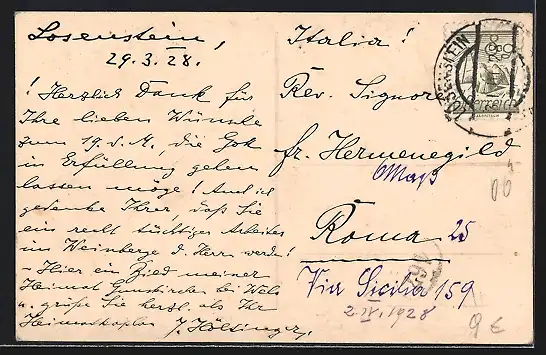 Losenstein,
29.3.28.
! Herzlich Dank für
Ihre lieben Wünsche
zum 19. d. M., die Gott
in Erfüllung gehen
lassen möge! Auch ich
gedenke Ihrer, daß Sie
ein recht tüchtiger Arbeiter
im Weinberge d. Herrn werden!
– Hier ein Bild meiner
Heimat Gunskirchen bei Wels
u. grüße Sie herzl. als Ihr
Heimatkaplan J. Hölzinger,
Italia!
Rev. Signore
fr. Hermenegild
Roma 25
Via Sicilia 159
2. IV. 1928
9 €